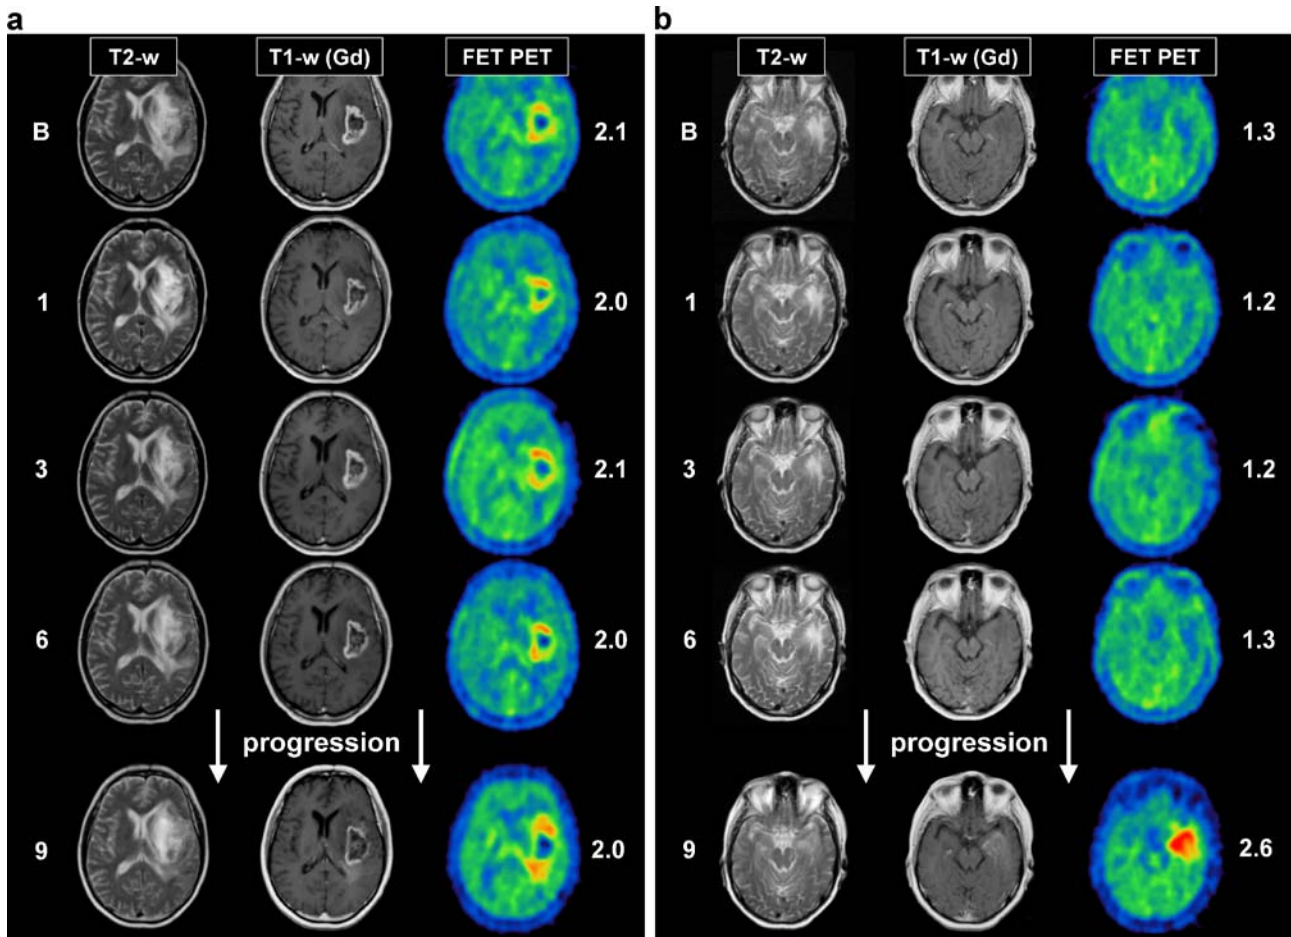 a
T2-w T1-w (Gd) FET PET
B 2.1
1 2.0
3 2.1
6 2.0
progression
9 2.0
b
T2-w T1-w (Gd) FET PET
B 1.3
1 1.2
3 1.2
6 1.3
progression
9 2.6